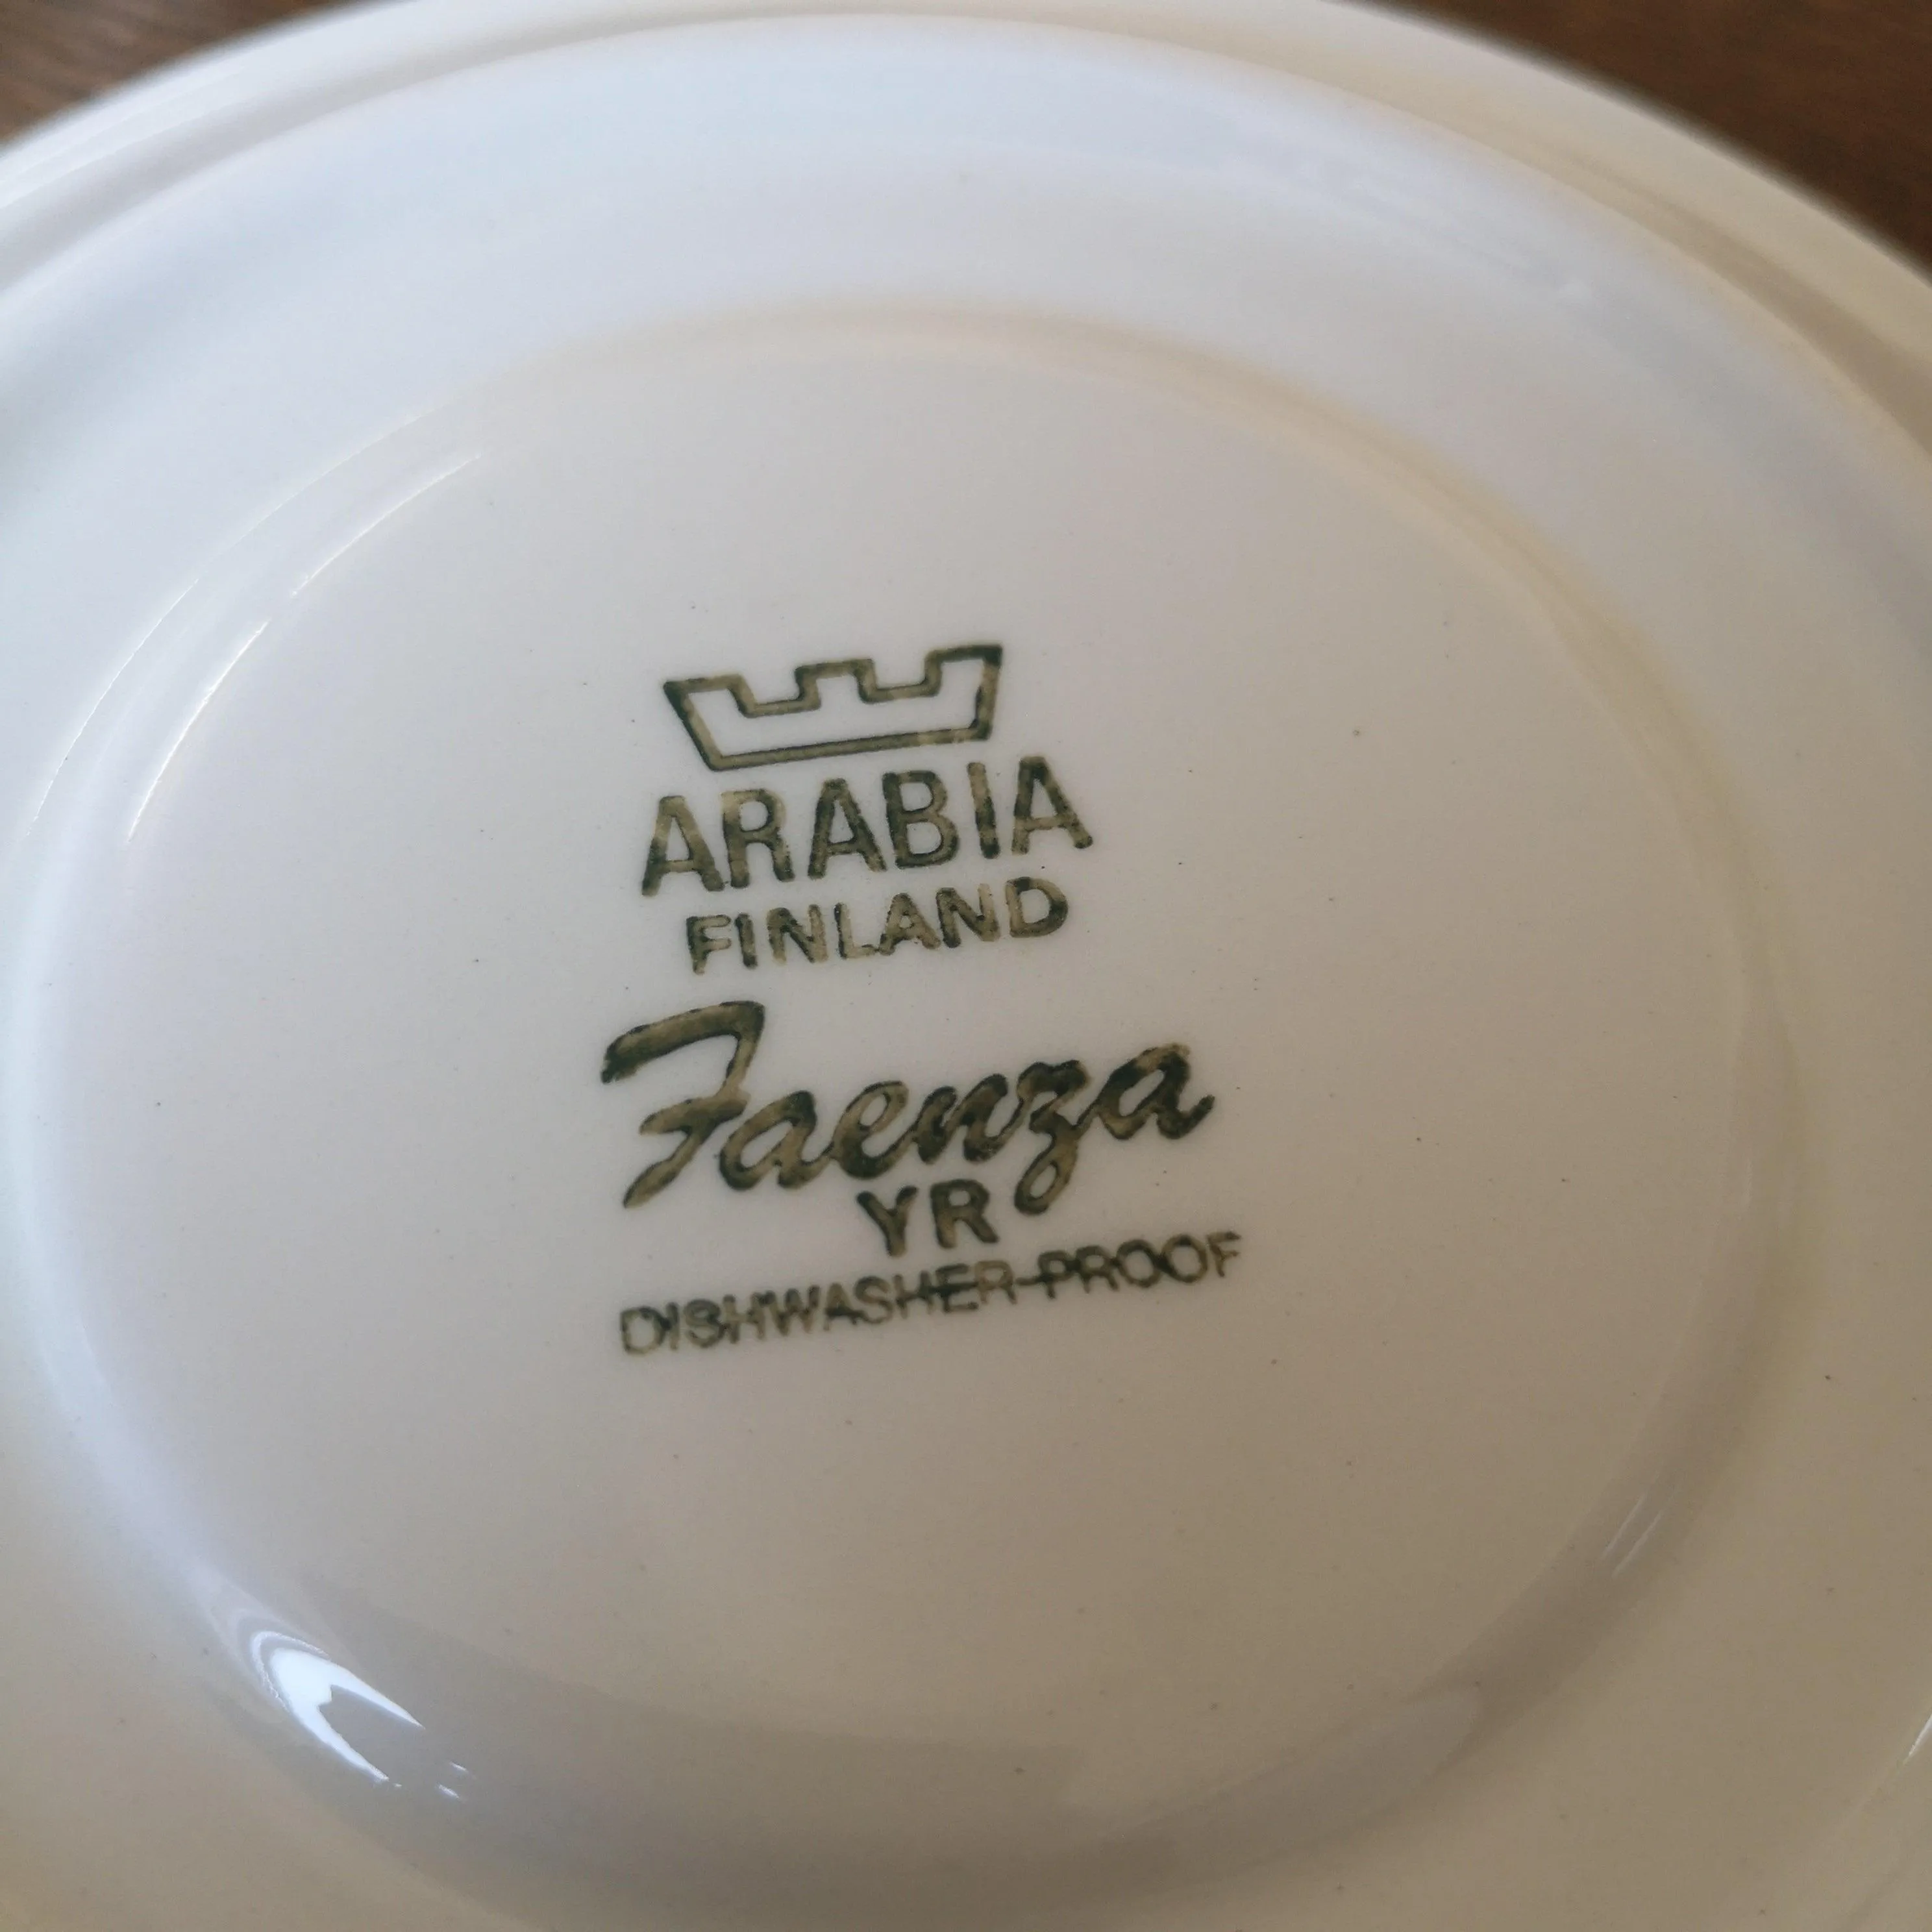 ARABIA
FINLAND
Faenza
YR
DISHWASHER-PROOF